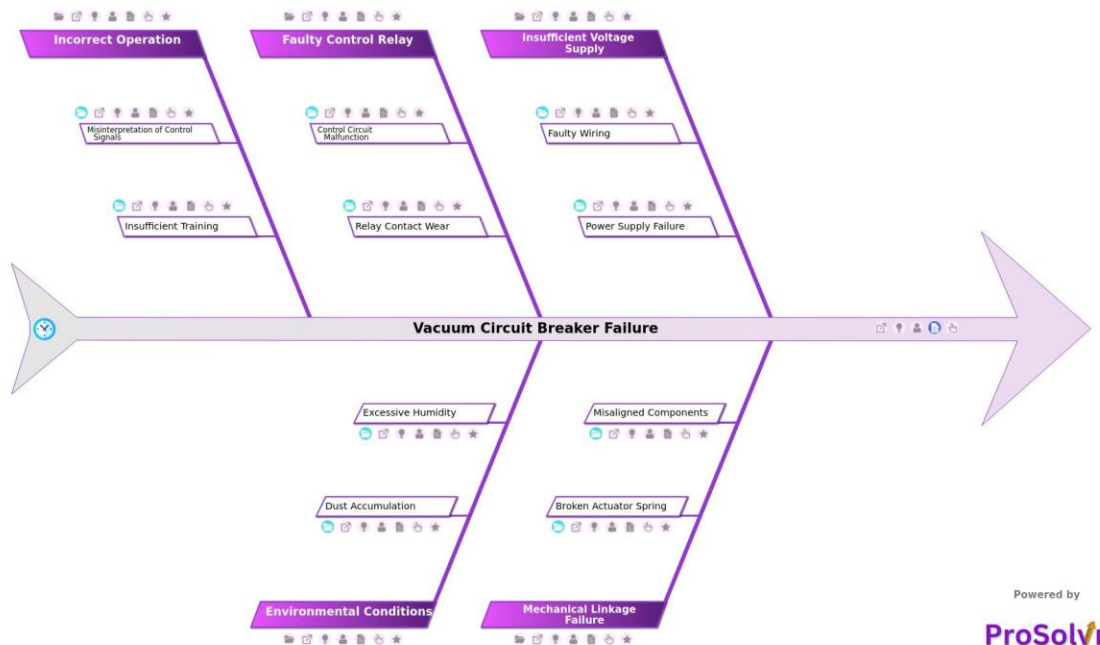 Incorrect Operation
Faulty Control Relay
Insufficient Voltage
Supply
Misinterpretation of Control
Signals
Control Circuit
Malfunction
Faulty Wiring
Insufficient Training
Relay Contact Wear
Power Supply Failure
Vacuum Circuit Breaker Failure
Excessive Humidity
Misaligned Components
Dust Accumulation
Broken Actuator Spring
Environmental Conditions
Mechanical Linkage
Failure
Powered by
ProSolvr